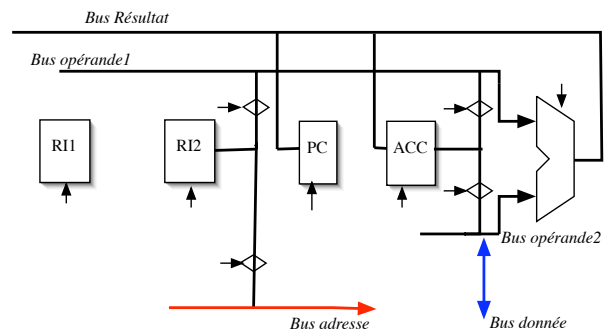 Bus Résultat
Bus opérande1
RI1
RI2
PC
ACC
Bus opérande2
Bus adresse
Bus donnée